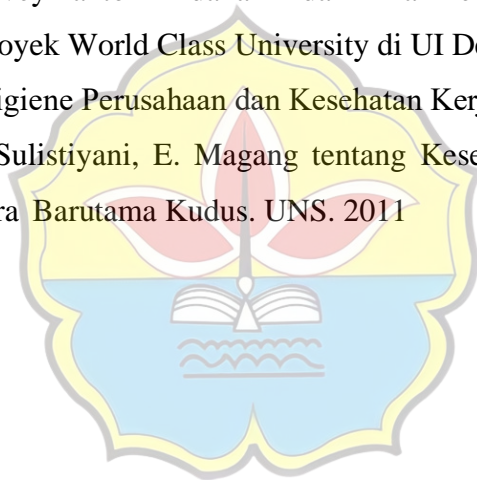 oyek World Class University di UI De
igiene Perusahaan dan Kesehatan Kerj
Sulistiyani, E. Magang tentang Kese
ra Barutama Kudus. UNS. 2011